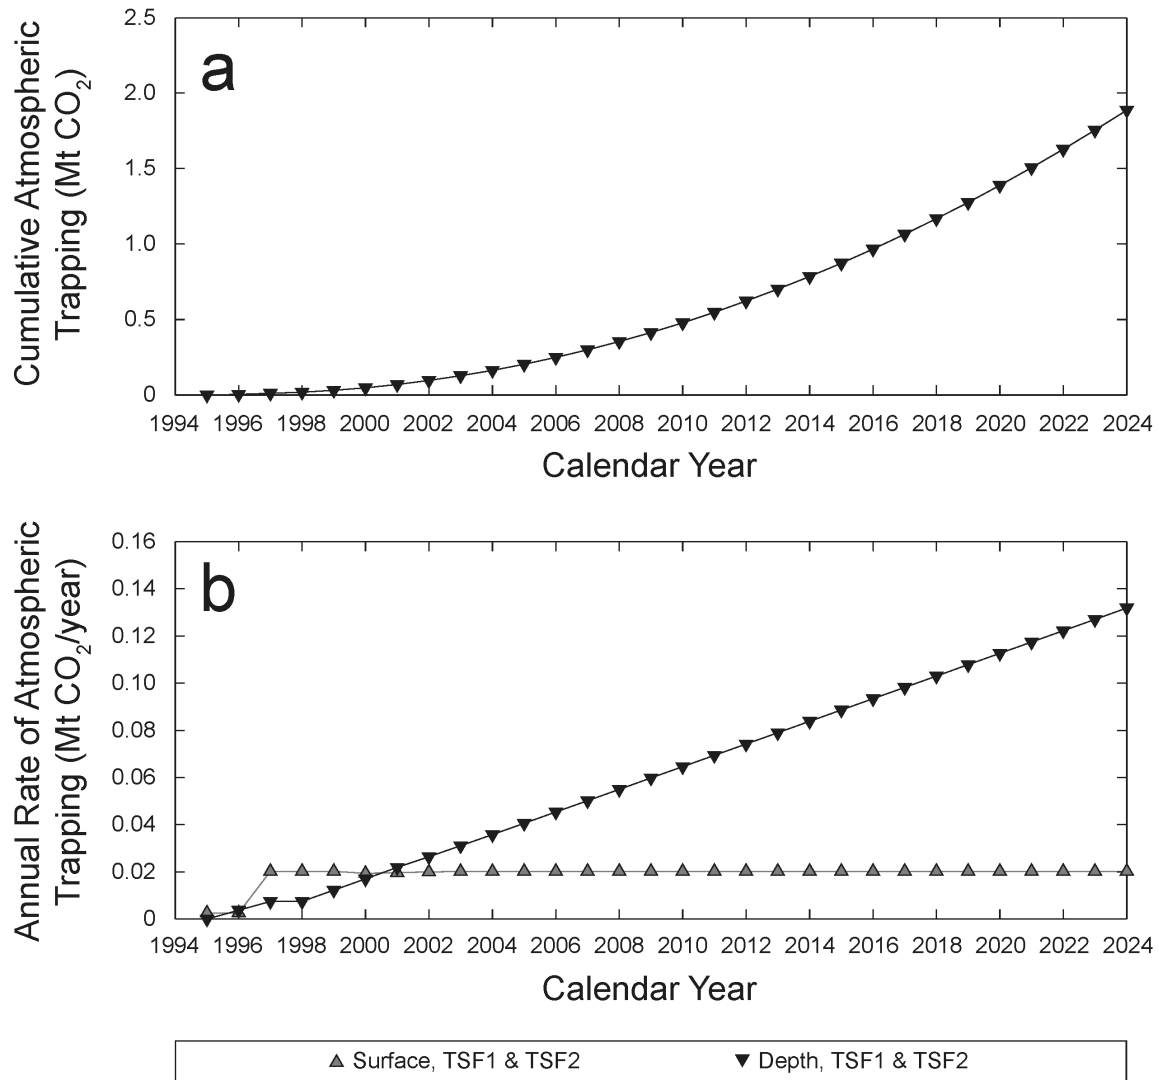 Cumulative Atmospheric
Trapping (Mt CO2)
a
2.5
2.0
1.5
1.0
0.5
0
1994 1996 1998 2000 2002 2004 2006 2008 2010 2012 2014 2016 2018 2020 2022 2024
Calendar Year
Annual Rate of Atmospheric
Trapping (Mt CO2/year)
b
0.16
0.14
0.12
0.10
0.08
0.06
0.04
0.02
0
1994 1996 1998 2000 2002 2004 2006 2008 2010 2012 2014 2016 2018 2020 2022 2024
Calendar Year
Surface, TSF1 & TSF2 Depth, TSF1 & TSF2